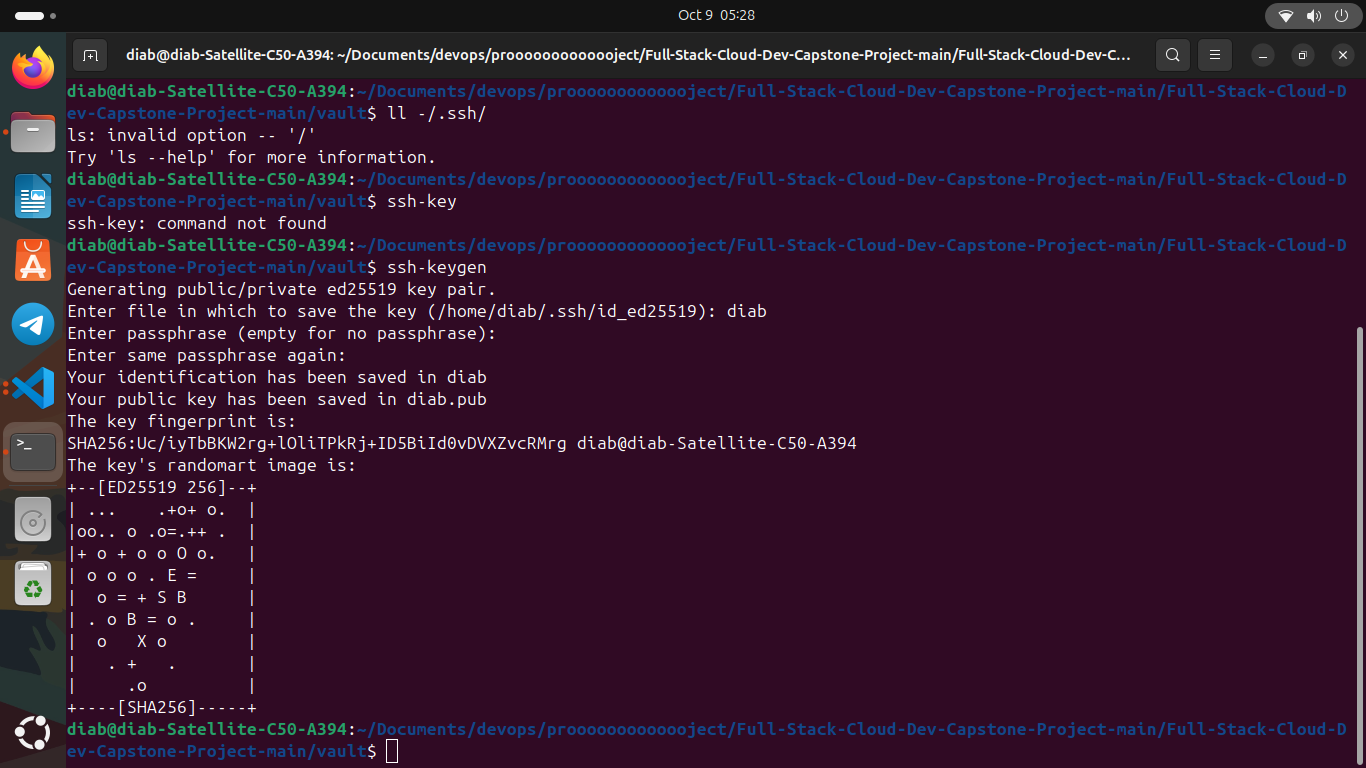 Oct 9 05:28
diab@diab-Satellite-C50-A394: ~/Documents/devops/proooooooooooject/Full-Stack-Cloud-Dev-Capstone-Project-main/Full-Stack-Cloud-Dev-C...
diab@diab-Satellite-C50-A394:~/Documents/devops/proooooooooooject/Full-Stack-Cloud-Dev-Capstone-Project-main/Full-Stack-Cloud-D
ev-Capstone-Project-main/vault$ ll -/.ssh/
ls: invalid option -- '/'
Try 'ls --help' for more information.
diab@diab-Satellite-C50-A394:~/Documents/devops/proooooooooooject/Full-Stack-Cloud-Dev-Capstone-Project-main/Full-Stack-Cloud-D
ev-Capstone-Project-main/vault$ ssh-key
ssh-key: command not found
diab@diab-Satellite-C50-A394:~/Documents/devops/proooooooooooject/Full-Stack-Cloud-Dev-Capstone-Project-main/Full-Stack-Cloud-D
ev-Capstone-Project-main/vault$ ssh-keygen
Generating public/private ed25519 key pair.
Enter file in which to save the key (/home/diab/.ssh/id_ed25519): diab
Enter passphrase (empty for no passphrase):
Enter same passphrase again:
Your identification has been saved in diab
Your public key has been saved in diab.pub
The key fingerprint is:
SHA256:Uc/iyTbBKW2rg+lOliTPkRj+ID5BiId0vDVXZvcRMrg diab@diab-Satellite-C50-A394
The key's randomart image is:
+--[ED25519 256]--+
| ...    .+o+ o.  |
|oo.. o .o=.++ .  |
|+ o + o o O o.   |
| o o o . E =     |
|  o = + S B      |
| . o B = o .     |
|  o   X o        |
|   . +   .       |
|     .o          |
+----[SHA256]-----+
diab@diab-Satellite-C50-A394:~/Documents/devops/proooooooooooject/Full-Stack-Cloud-Dev-Capstone-Project-main/Full-Stack-Cloud-D
ev-Capstone-Project-main/vault$